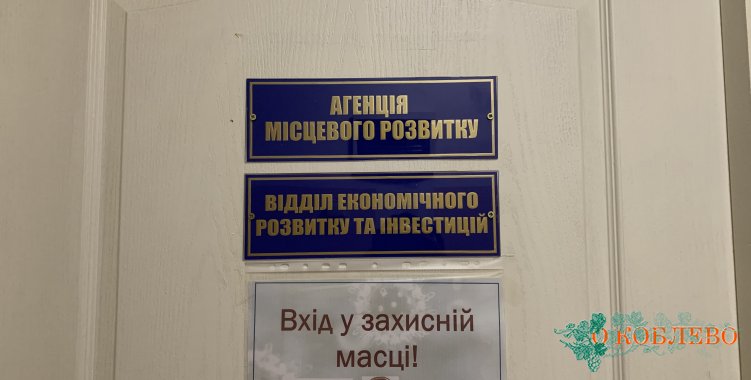 АГЕНЦІЯ
МІСЦЕВОГО РОЗВИТКУ
ВІДДІЛ ЕКОНОМІЧНОГО
РОЗВИТКУ ТА ІНВЕСТИЦІЙ
Вхід у захисній
масці!
О КОБЛЕВО